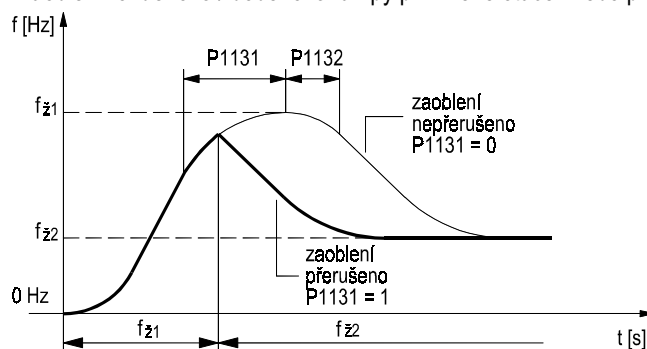 f [Hz]
P1131
P1132
fž1
zaoblení
nepřerušeno
P1131 = 0
fž2
zaoblení
přerušeno
P1131 = 1
0 Hz
fž1
fž2
t [s]